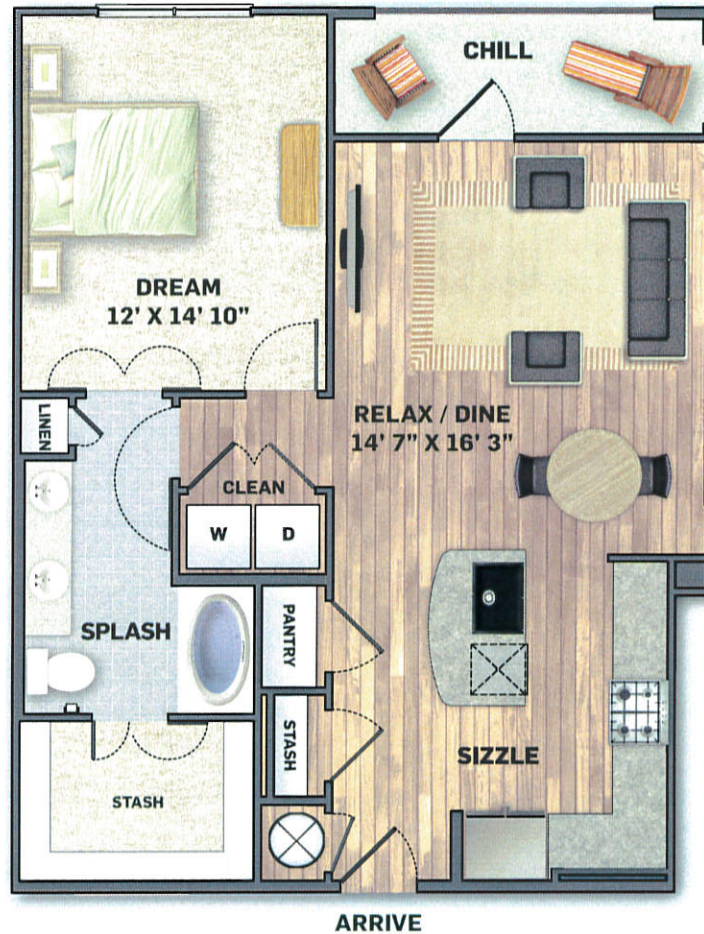 CHILL
DREAM
12' X 14' 10"
LINEN
RELAX / DINE
14' 7" X 16' 3"
CLEAN
W
D
SPLASH
PANTRY
STASH
SIZZLE
STASH
ARRIVE